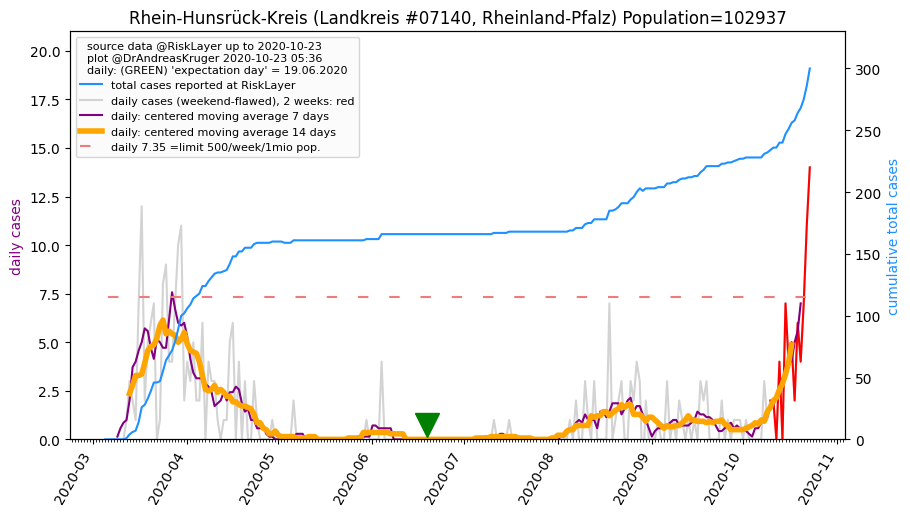 Rhein-Hunsrück-Kreis (Landkreis #07140, Rheinland-Pfalz) Population=102937
source data @RiskLayer up to 2020-10-23
plot @DrAndreasKruger 2020-10-23 05:36
daily: (GREEN) 'expectation day' = 19.06.2020
total cases reported at RiskLayer
daily cases (weekend-flawed), 2 weeks: red
daily: centered moving average 7 days
daily: centered moving average 14 days
daily 7.35 =limit 500/week/1mio pop.
daily cases
20.0
17.5
15.0
12.5
10.0
7.5
5.0
2.5
0.0
300
250
200
150
100
50
0
cumulative total cases
2020-03
2020-04
2020-05
2020-06
2020-07
2020-08
2020-09
2020-10
2020-11